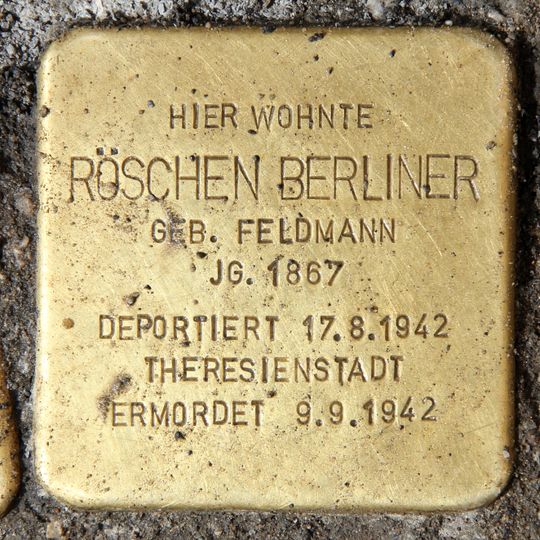 HIER WOHNTE
RÖSCHEN BERLINER
GEB. FELDMANN
JG. 1867
DEPORTIERT 17.8.1942
THERESIENSTADT
ERMORDET 9.9.1942